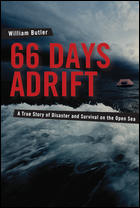 William Butler
66 DAYS
ADRIFT
A True Story of Disaster and Survival on the Open Sea